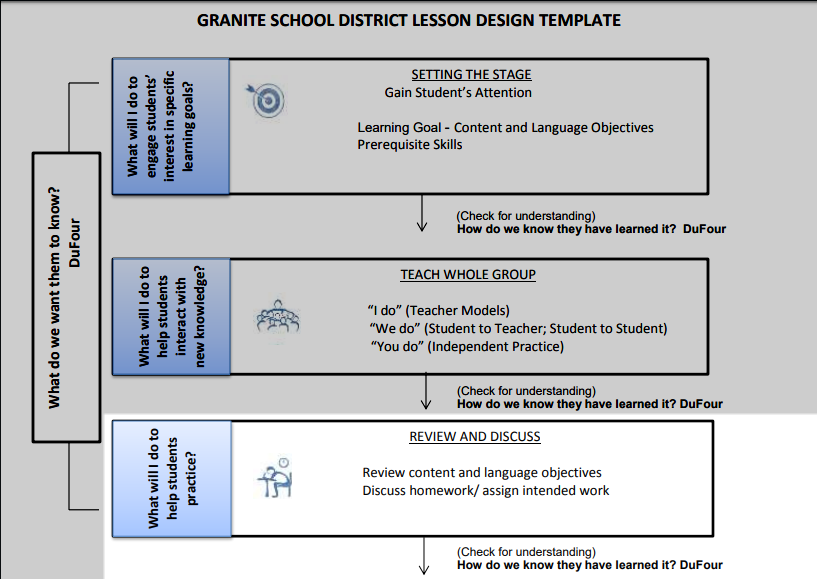 GRANITE SCHOOL DISTRICT LESSON DESIGN TEMPLATE
What do we want them to know?
DuFour
What will I do to
engage students’
interest in specific
learning goals?
SETTING THE STAGE
Gain Student’s Attention
Learning Goal - Content and Language Objectives
Prerequisite Skills
(Check for understanding)
How do we know they have learned it?  DuFour
What will I do to
help students
interact with
new knowledge?
TEACH WHOLE GROUP
“I do” (Teacher Models)
“We do” (Student to Teacher; Student to Student)
“You do” (Independent Practice)
(Check for understanding)
How do we know they have learned it? DuFour
What will I do to
help students
practice?
REVIEW AND DISCUSS
Review content and language objectives
Discuss homework/ assign intended work
(Check for understanding)
How do we know they have learned it? DuFour